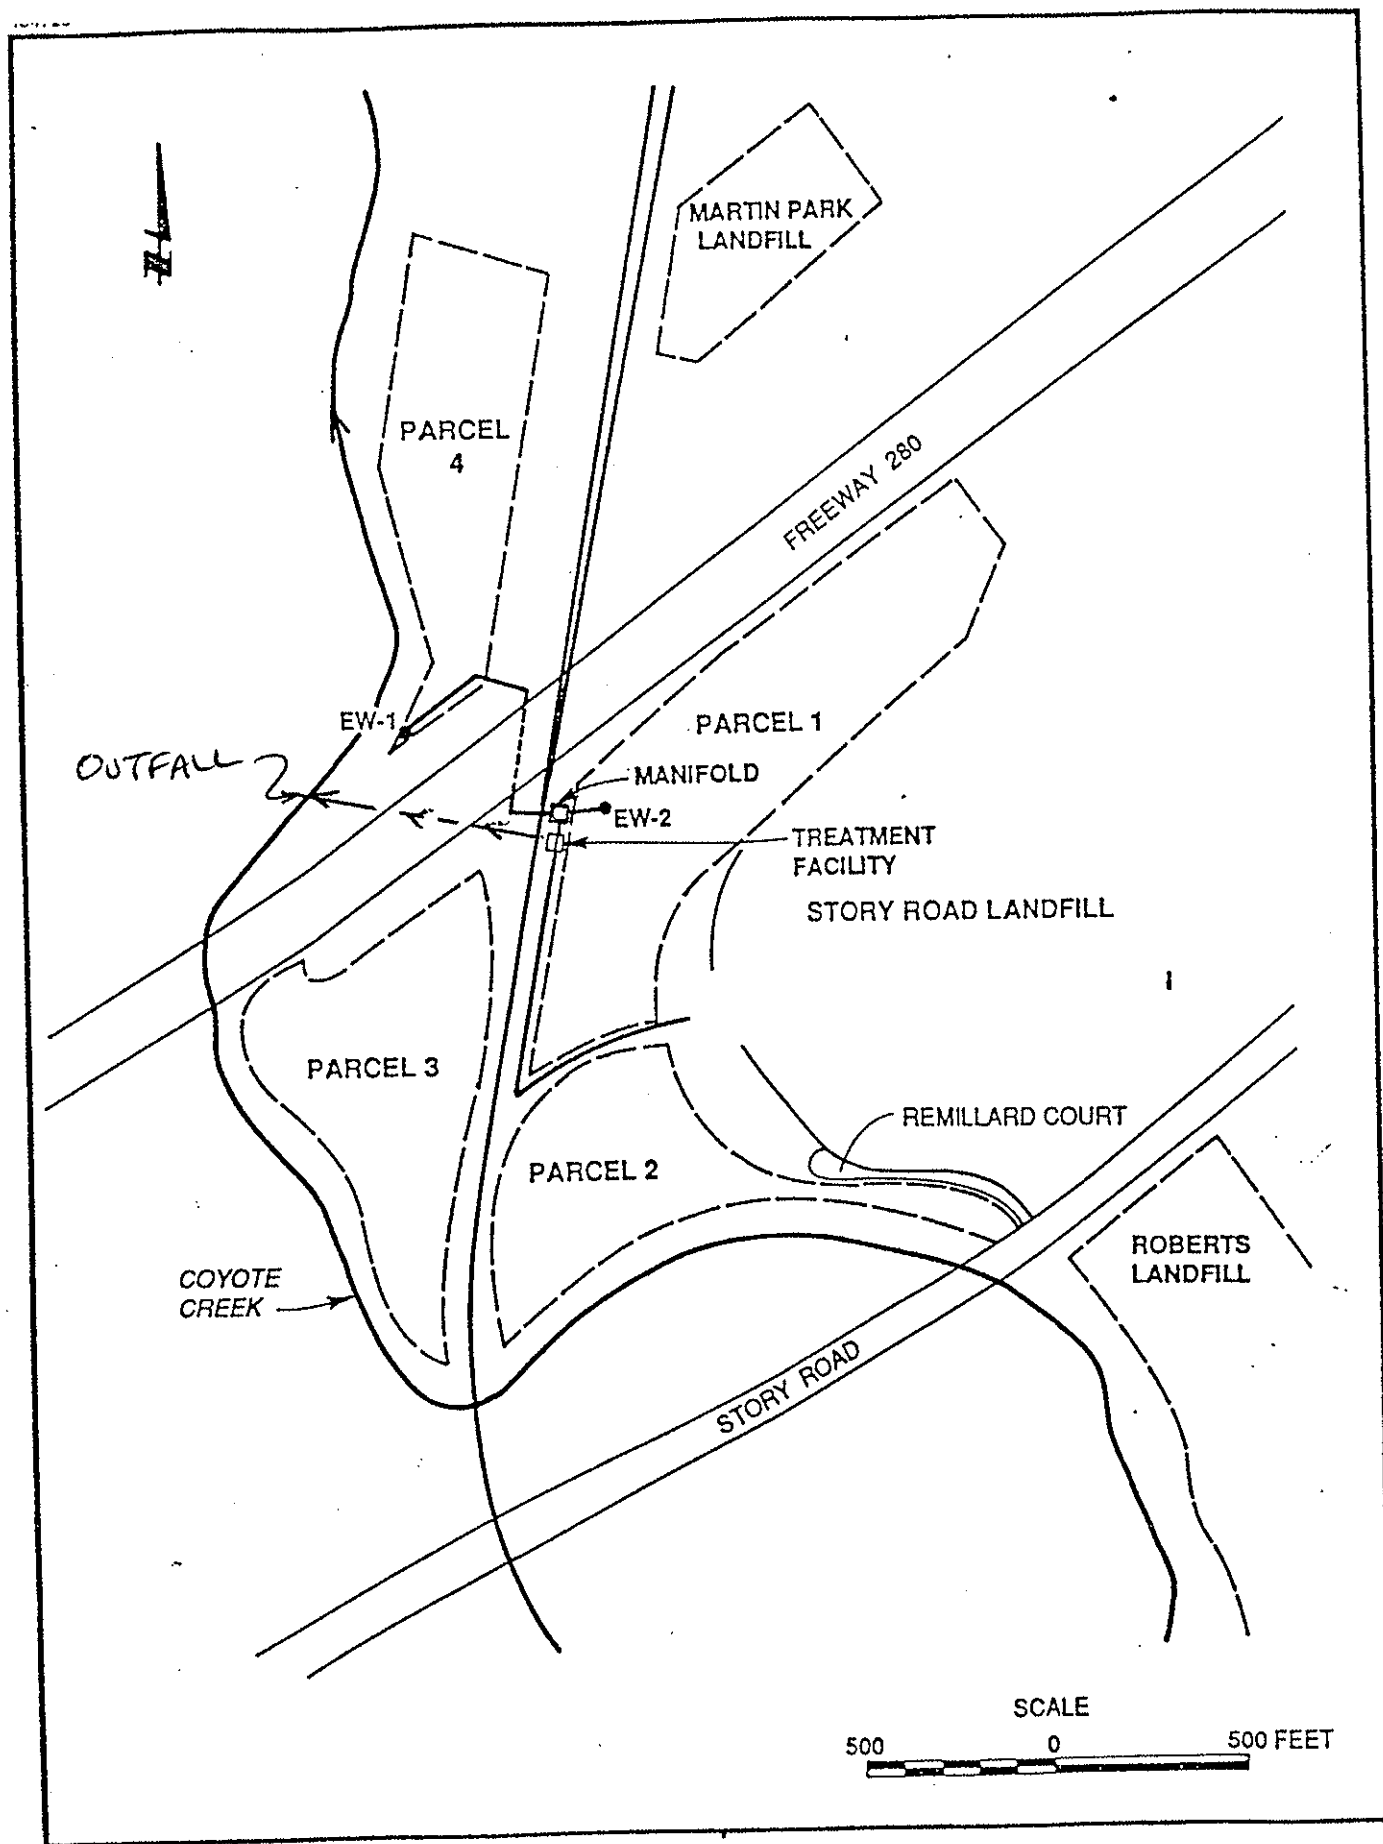 MARTIN PARK
LANDFILL
PARCEL
4
FREEWAY 280
EW-1
PARCEL 1
OUTFALL
MANIFOLD
EW-2
TREATMENT
FACILITY
STORY ROAD LANDFILL
PARCEL 3
REMILLARD COURT
PARCEL 2
ROBERTS
LANDFILL
COYOTE
CREEK
STORY ROAD
SCALE
500 0 500 FEET